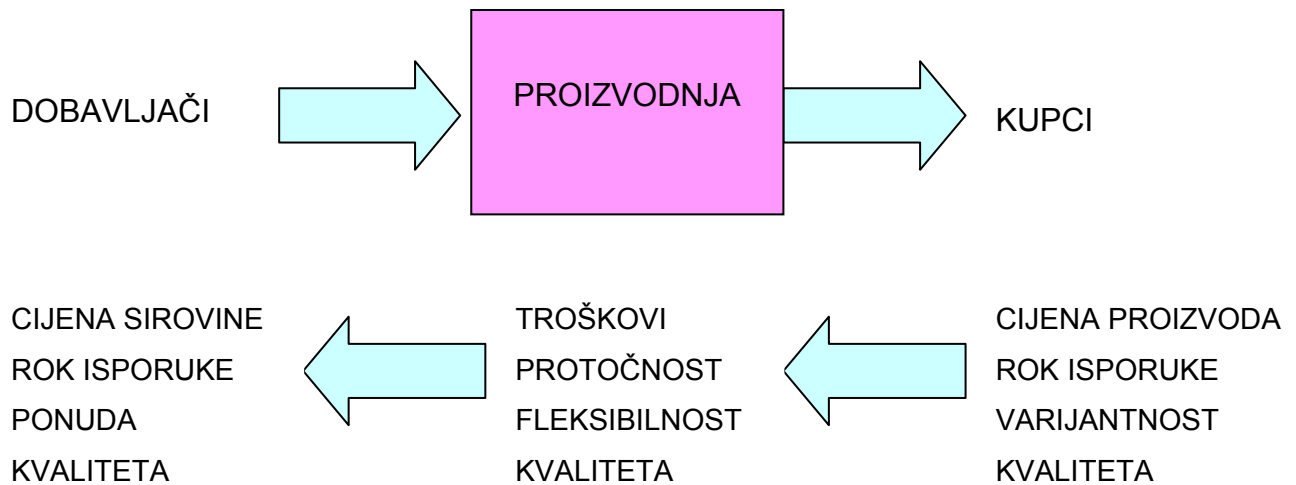 DOBAVLJAČI
PROIZVODNJA
KUPCI
CIJENA SIROVINE
ROK ISPORUKE
PONUDA
KVALITETA
TROŠKOVI
PROTOČNOST
FLEKSIBILNOST
KVALITETA
CIJENA PROIZVODA
ROK ISPORUKE
VARIJANTNOST
KVALITETA